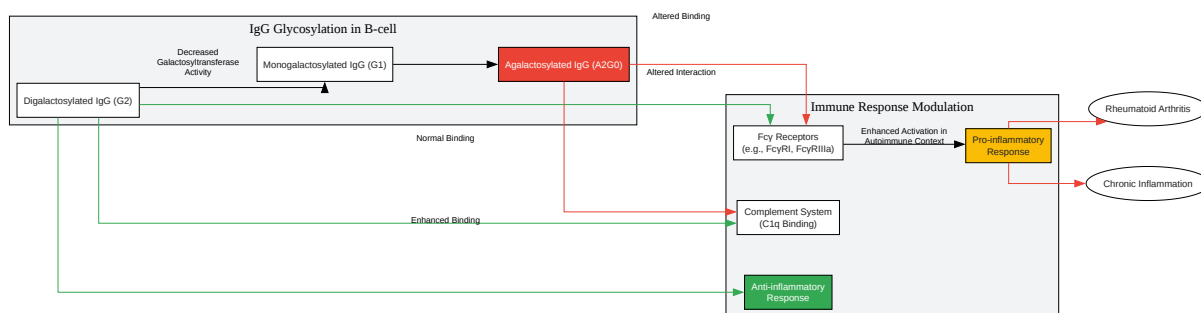 Altered Binding
IgG Glycosylation in B-cell
Decreased
Galactosyltransferase
Activity
Monogalactosylated IgG (G1)
Agalactosylated IgG (A2G0)
Altered Interaction
Digalactosylated IgG (G2)
Immune Response Modulation
Rheumatoid Arthritis
Normal Binding
Fcγ Receptors
(e.g., FcγRI, FcγRIIIa)
Enhanced Activation in
Autoimmune Context
Pro-inflammatory
Response
Chronic Inflammation
Enhanced Binding
Complement System
(C1q Binding)
Anti-inflammatory
Response